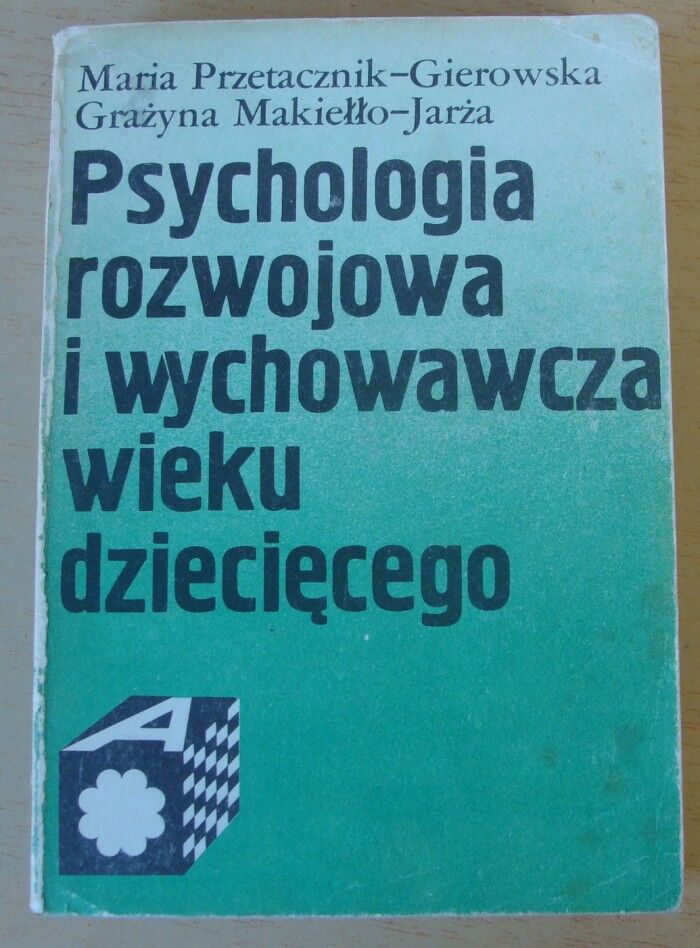 Maria Przetacznik–Gierowska
Grażyna Makiełło–Jarża
Psychologia
rozwojowa
i wychowawcza
wieku
dziecięcego
A